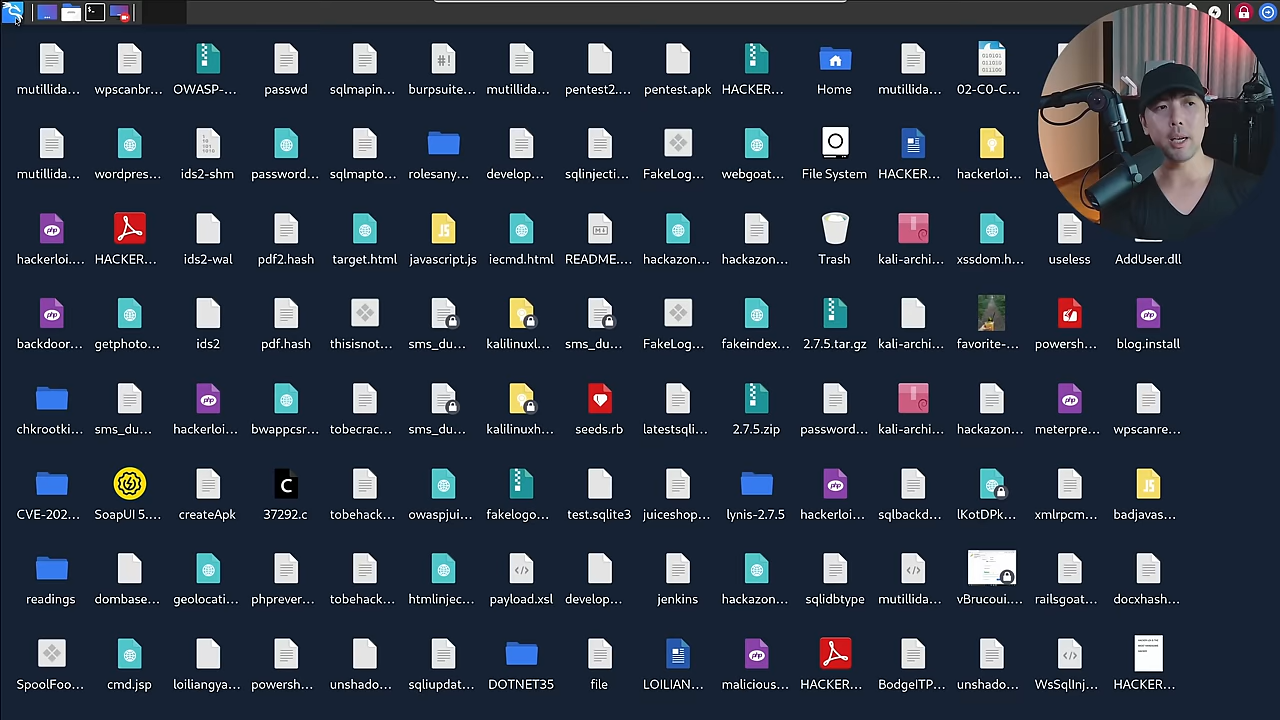 mutillida... wpscanbr... OWASP-... passwd sqlmapin... burpsuite... mutillida... pentest2.... pentest.apk HACKER... Home mutillida... 02-C0-C...
mutillida... wordpres... ids2-shm password... sqlmapto... rolesany... develop... sqlinjecti... FakeLog... webgoat... File System HACKER... hackerloi...
hackerloi... HACKER... ids2-wal pdf2.hash target.html javascript.js iecmd.html README.... hackazon... hackazon... Trash kali-archi... xssdom.h... useless AddUser.dll
backdoor... getphoto... ids2 pdf.hash thisisnot... sms_du... kalilinuxl... sms_du... FakeLog... fakeindex... 2.7.5.tar.gz kali-archi... favorite-... powersh... blog.install
chkrootki... sms_du... hackerloi... bwappcsr... tobecrac... sms_du... kalilinuxh... seeds.rb latestsqli... 2.7.5.zip password... kali-archi... hackazon... meterpre... wpscanre...
CVE-202... SoapUI 5.... createApk 37292.c tobehack... owaspjui... fakelogo... test.sqlite3 juiceshop... lynis-2.7.5 hackerloi... sqlbackd... lKotDPk... xmlrpcm... badjavas...
readings dombase... geolocati... phprever... tobehack... htmlinjec... payload.xsl develop... jenkins hackazon... sqlidbtype mutillida... vBrucoui.... railsgoat... docxhash...
SpoolFoo... cmd.jsp loiliangya... powersh... unshado... sqliupdat... DOTNET35 file LOILIAN... malicious... HACKER... BodgeITP... unshado... WsSqlInj... HACKER...